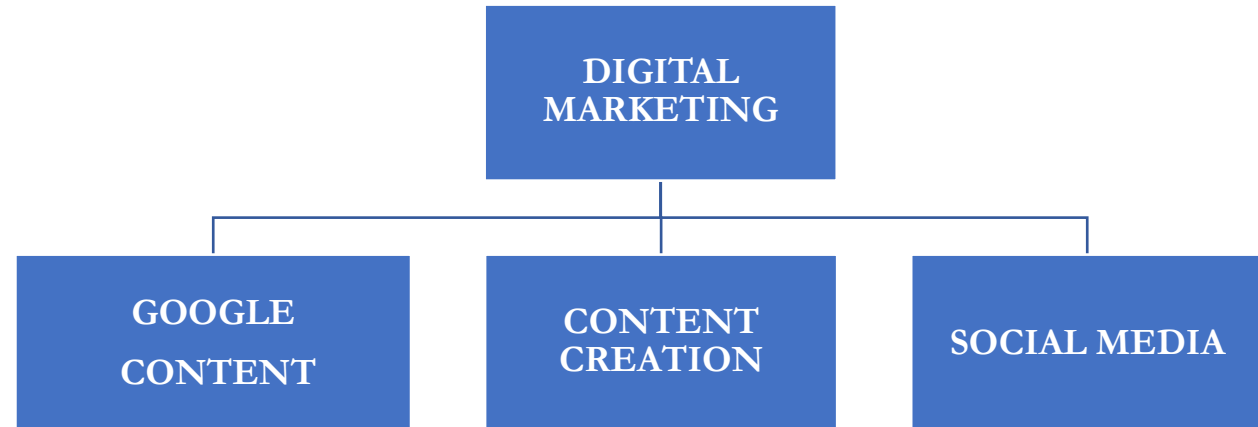 DIGITAL
MARKETING
GOOGLE
CONTENT
CONTENT
CREATION
SOCIAL MEDIA